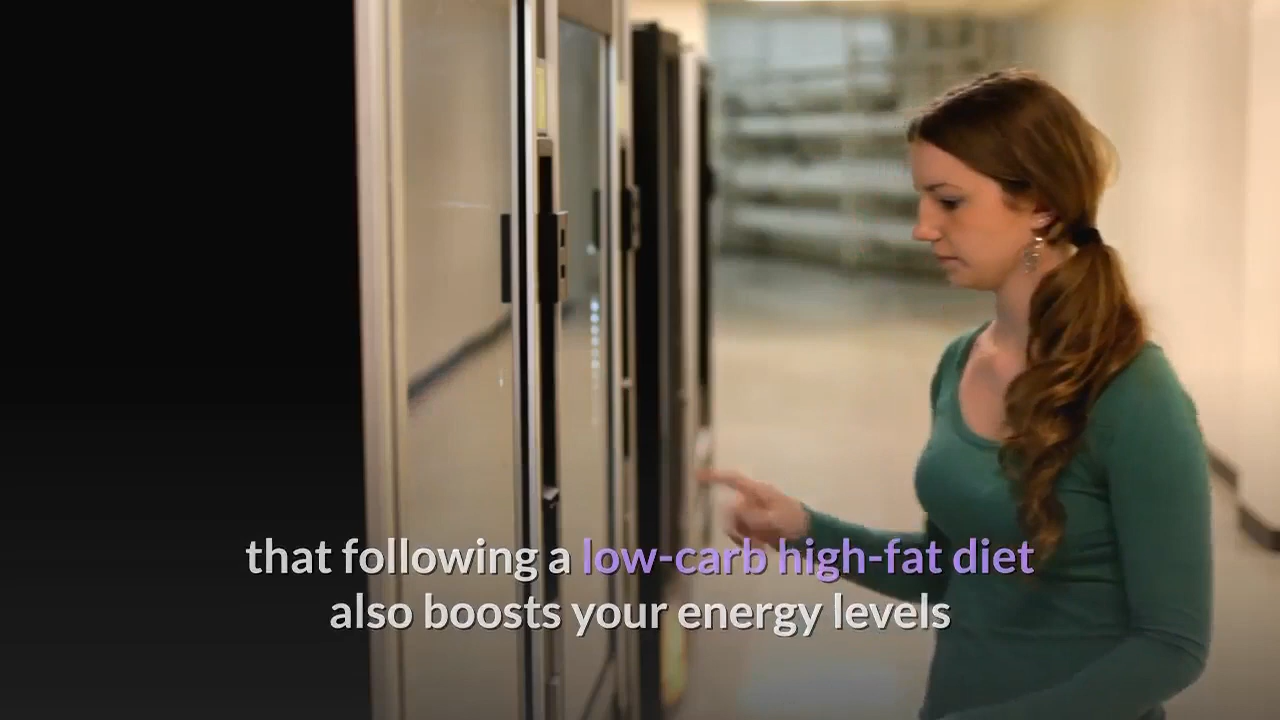 that following a low-carb high-fat diet
also boosts your energy levels